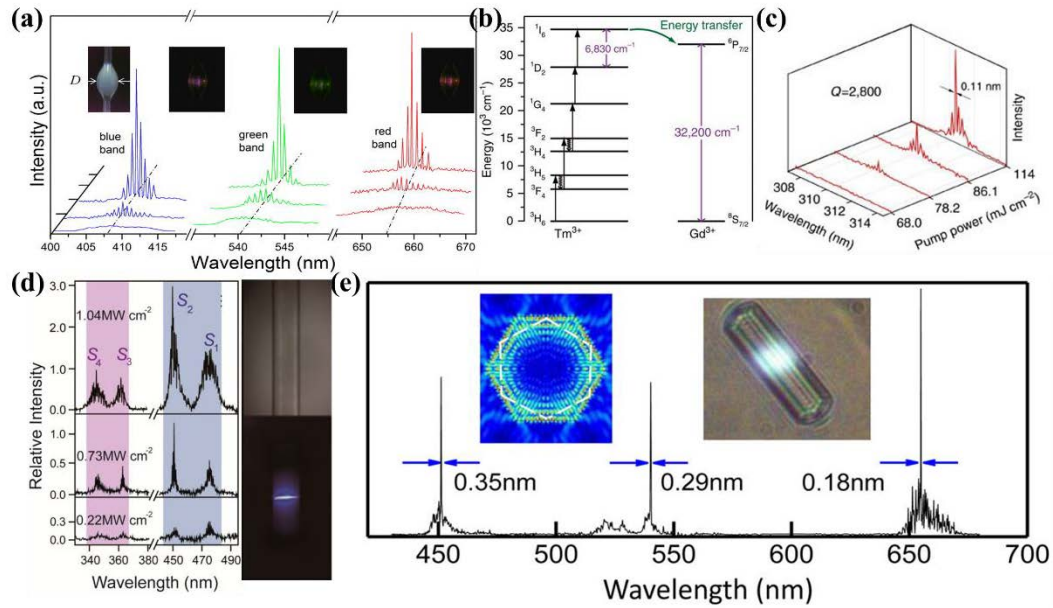 (a)
Intensity (a.u.)
D
blue
band
green
band
red
band
400 405 410 415 540 545 650 655 660 665 670
Wavelength (nm)
(b)
Energy transfer
Energy (10³ cm⁻¹)
35
30
25
20
15
10
5
0
¹I₆
¹D₂
¹G₄
³F₂
³H₄
³H₅
³F₄
³H₆
6,830 cm⁻¹
32,200 cm⁻¹
⁶P₇/₂
⁸S₇/₂
Tm³⁺ Gd³⁺
(c)
Q=2,800
0.11 nm
Intensity
308
310
312
314
Wavelength (nm)
68.0
78.2
86.1
114
Pump power (mJ cm⁻²)
(d)
Relative Intensity
3.0
2.0
1.0
0.0
1.04MW cm⁻²
S₄
S₃
S₂
S₁
1.0
0.5
0.0
0.73MW cm⁻²
0.3
0.0
0.22MW cm⁻²
340 360 380 450 470 490
Wavelength (nm)
(e)
0.35nm
0.29nm
0.18nm
450 500 550 600 650 700
Wavelength (nm)